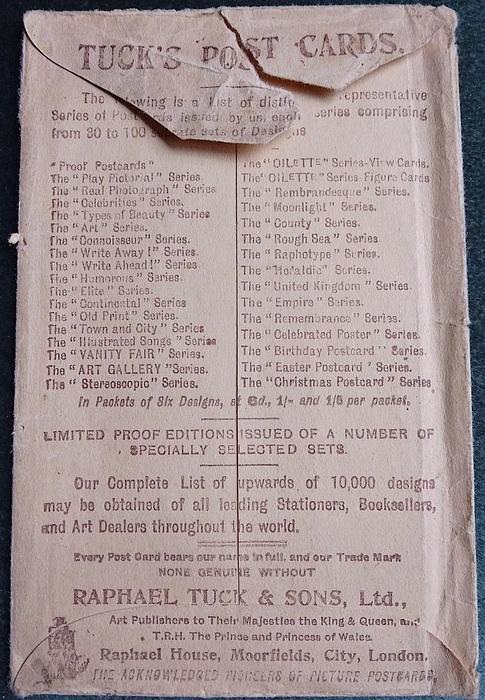 TUCK'S POST CARDS.
The wing is a list of representative
Series of Post issued by us, each series comprising
from 30 to 100 sets of Designs
"Proof Postcards"
The "Play Pictorial" Series.
The "Real Photograph" Series
The "Celebrities" Series.
The "Types of Beauty" Series
The "Art" Series.
The "Connoisseur" Series.
The "Write Away!" Series.
The "Write Ahead!" Series
The "Humorous" Series.
The "Elite" Series.
The "Continental" Series
The "Old Print" Series.
The "Town and City" Series
The "Illustrated Songs" Series
The "VANITY FAIR" Series.
The "ART GALLERY" Series.
The "Stereoscopic" Series.
The "OILETTE" Series-View Cards.
The "OILETTE" Series-Figure Cards
The "Rembrandesque" Series.
The "Moonlight" Series.
The "County" Series.
The "Rough Sea" Series.
The "Raphotype" Series.
The "Heraldic" Series.
The "United Kingdom" Series.
The "Empire" Series.
The "Remembrance" Series.
The "Celebrated Poster" Series.
The "Birthday Postcard" Series.
The "Easter Postcard" Series.
The "Christmas Postcard" Series
In Packets of Six Designs, at 6d., 1/- and 1/6 per packet.
LIMITED PROOF EDITIONS ISSUED OF A NUMBER OF
SPECIALLY SELECTED SETS.
Our Complete List of upwards of 10,000 designs
may be obtained of all leading Stationers, Booksellers,
and Art Dealers throughout the world.
Every Post Card bears our name in full, and our Trade Mark
NONE GENUINE WITHOUT
RAPHAEL TUCK & SONS, Ltd.,
Art Publishers to Their Majesties the King & Queen, and
T.R.H. The Prince and Princess of Wales.
Raphael House, Moorfields, City, London.
THE ACKNOWLEDGED PIONEERS OF PICTURE POSTCARDS.